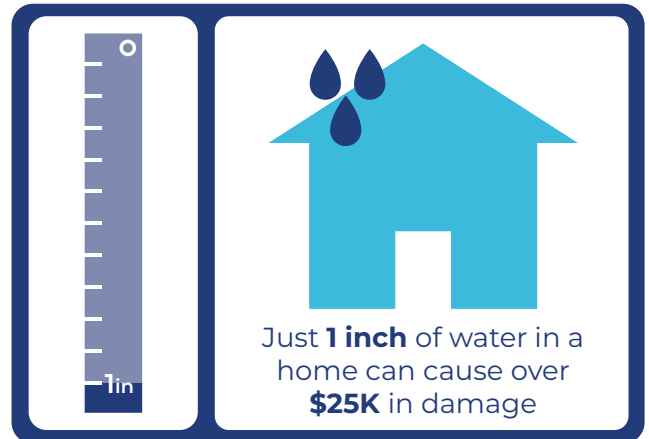 1in
Just 1 inch of water in a
home can cause over
$25K in damage